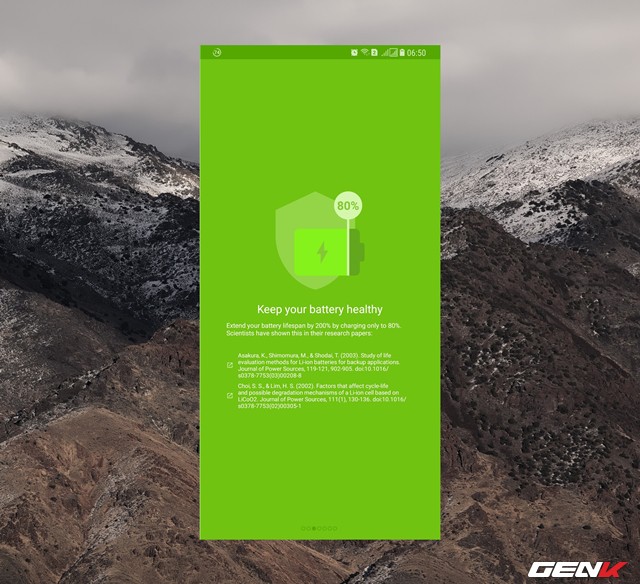 06:50
80%
Keep your battery healthy
Extend your battery lifespan by 200% by charging only to 80%.
Scientists have shown this in their research papers:
Asakura, K., Shimomura, M., & Shodai, T. (2003). Study of life
evaluation methods for Li-ion batteries for backup applications.
Journal of Power Sources, 119-121, 902-905. doi:10.1016/
s0378-7753(03)00208-8
Choi, S. S., & Lim, H. S. (2002). Factors that affect cycle-life
and possible degradation mechanisms of a Li-ion cell based on
LiCoO2. Journal of Power Sources, 111(1), 130-136. doi:10.1016/
s0378-7753(02)00305-1
GENK